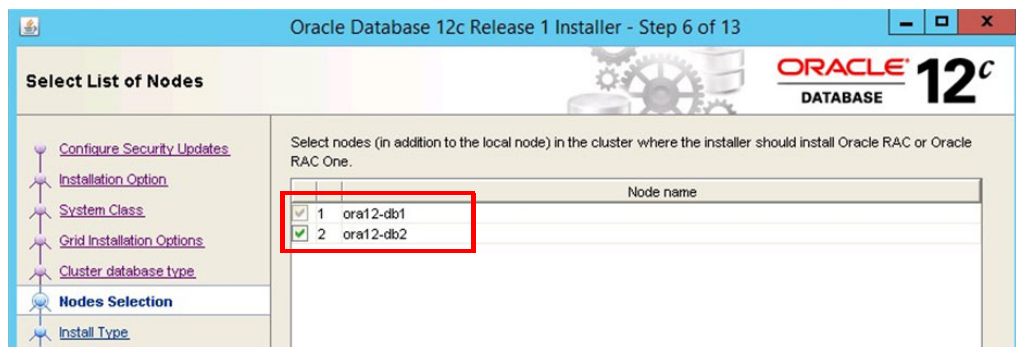 Oracle Database 12c Release 1 Installer - Step 6 of 13
Select List of Nodes
ORACLE
DATABASE
12c
Configure Security Updates
Installation Option
System Class
Grid Installation Options
Cluster database type
Nodes Selection
Install Type
Select nodes (in addition to the local node) in the cluster where the installer should install Oracle RAC or Oracle
RAC One.
Node name
1 ora12-db1
2 ora12-db2